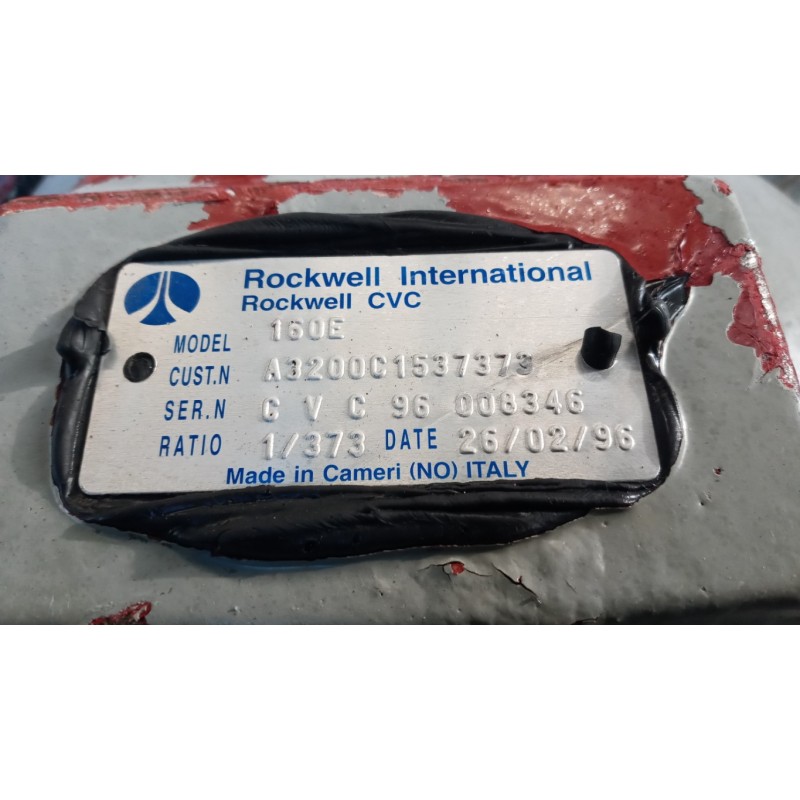 Rockwell International
Rockwell CVC
MODEL 160E
CUST.N A3200C1537373
SER.N C V C 96 008346
RATIO 1/373 DATE 26/02/96
Made in Cameri (NO) ITALY